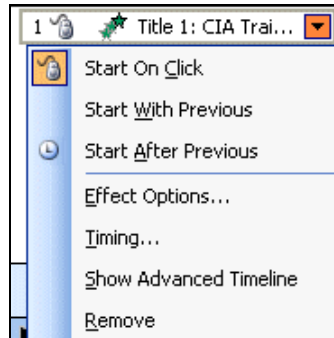 1 Title 1: CIA Trai...
Start On Click
Start With Previous
Start After Previous
Effect Options...
Timing...
Show Advanced Timeline
Remove